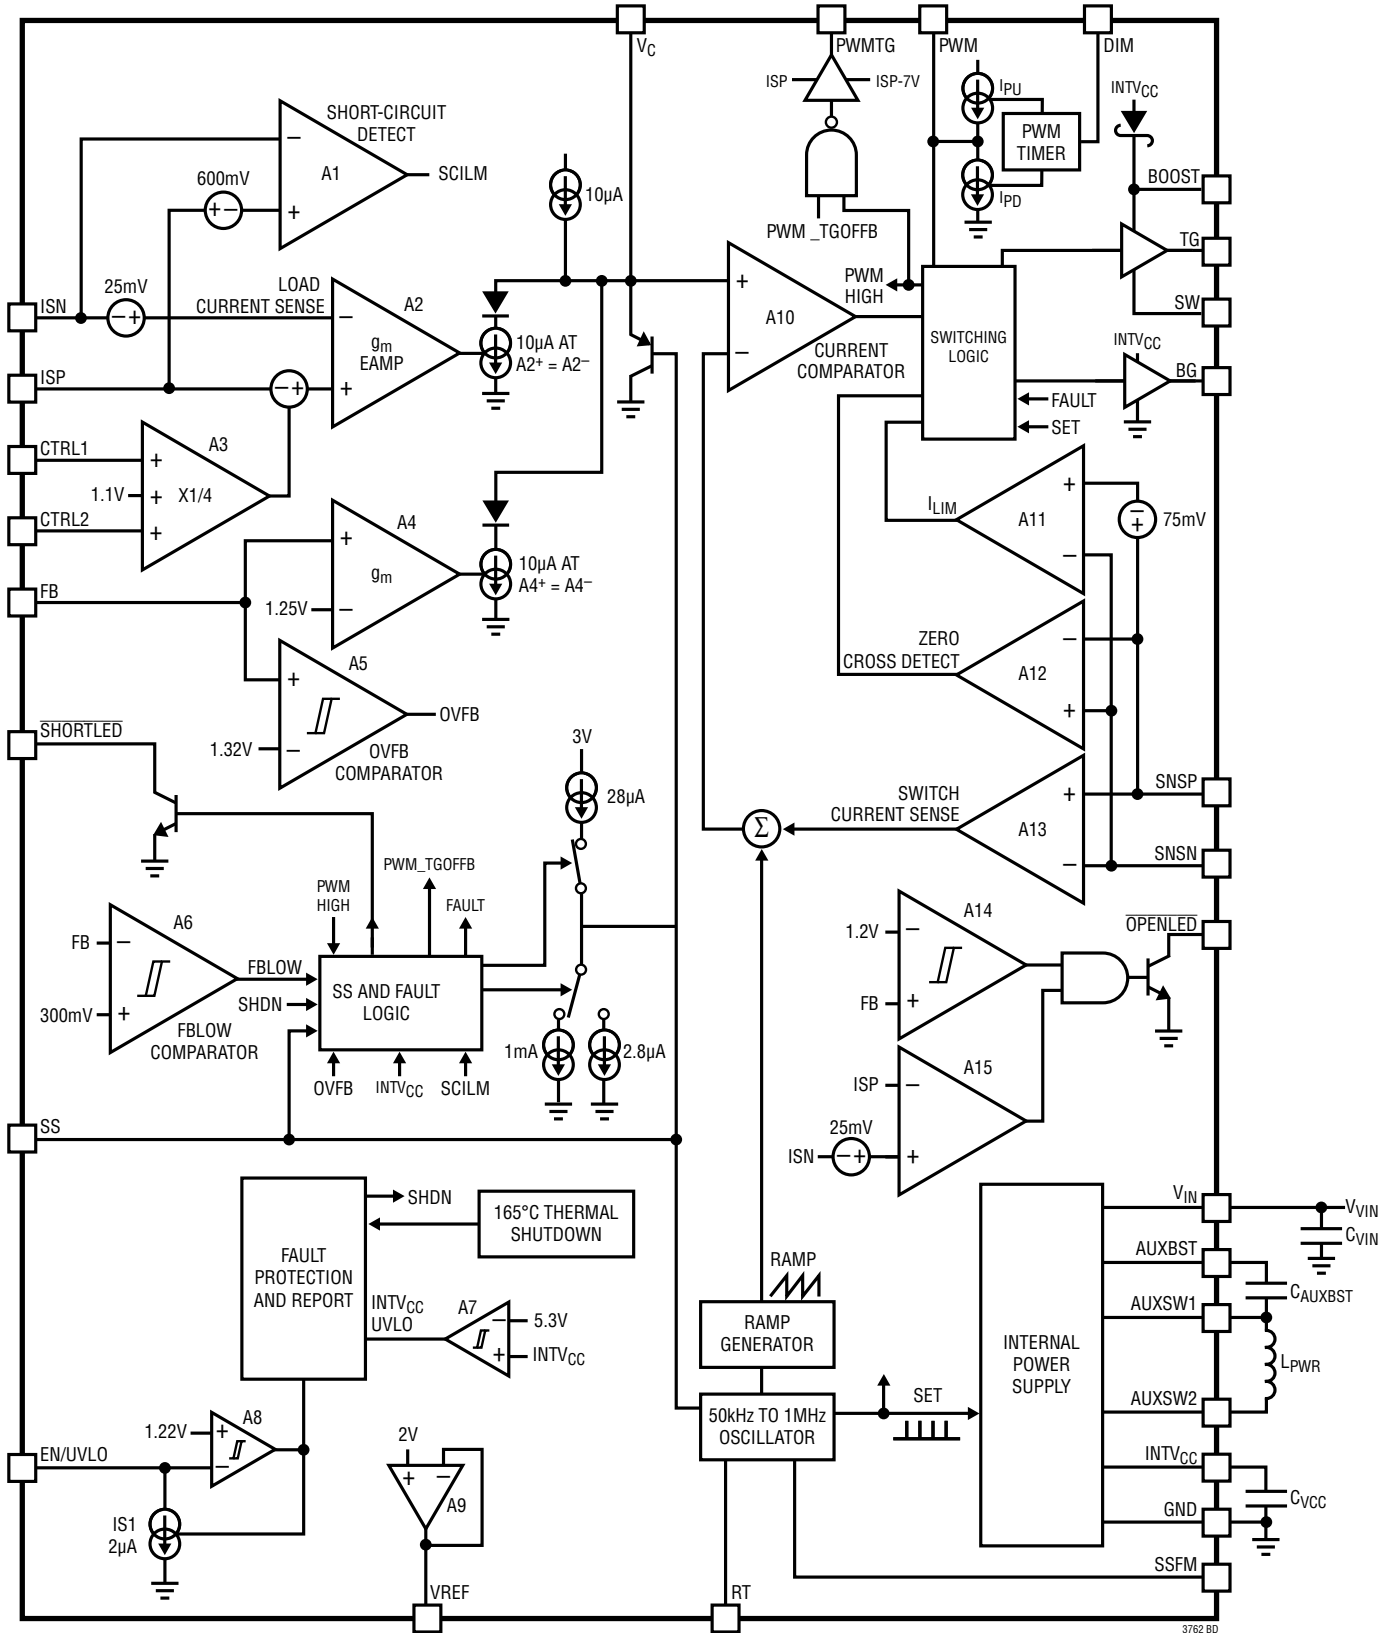 VC
PWMTG
PWM
DIM
ISP
ISP-7V
IPU
IPD
PWM
TIMER
INTVCC
BOOST
TG
SW
BG
INTVCC
SHORT-CIRCUIT
DETECT
A1
−
+
SCILM
600mV
+−
10µA
PWM _TGOFFB
PWM
HIGH
ISN
25mV
−+
LOAD
CURRENT SENSE
A2
−
+
gm
EAMP
10µA AT
A2+ = A2−
ISP
−+
+
−
A10
CURRENT
COMPARATOR
SWITCHING
LOGIC
FAULT
SET
CTRL1
1.1V
CTRL2
+
+
+
A3
X1/4
FB
A4
+
−
gm
1.25V
10µA AT
A4+ = A4−
ILIM
A11
+
−
−
+
75mV
A5
+
−
1.32V
OVFB
OVFB
COMPARATOR
ZERO
CROSS DETECT
A12
−
+
SHORTLED
3V
28µA
SWITCH
CURRENT SENSE
A13
+
−
Σ
SNSP
SNSN
PWM
HIGH
PWM_TGOFFB
FAULT
A6
FB
−
300mV
+
FBLOW
FBLOW
COMPARATOR
SHDN
SS AND FAULT
LOGIC
OVFB
INTVCC
SCILM
1mA
2.8µA
A14
1.2V
−
FB
+
OPENLED
A15
ISP
−
25mV
ISN
−+
+
SS
SHDN
165°C THERMAL
SHUTDOWN
FAULT
PROTECTION
AND REPORT
INTVCC
UVLO
A7
−
+
5.3V
INTVCC
RAMP
RAMP
GENERATOR
50kHz TO 1MHz
OSCILLATOR
SET
INTERNAL
POWER
SUPPLY
VIN
VVIN
CVIN
AUXBST
CAUXBST
AUXSW1
LPWR
AUXSW2
INTVCC
CVCC
GND
SSFM
1.22V
+
−
A8
EN/UVLO
IS1
2µA
2V
+
−
A9
VREF
RT
3762 BD